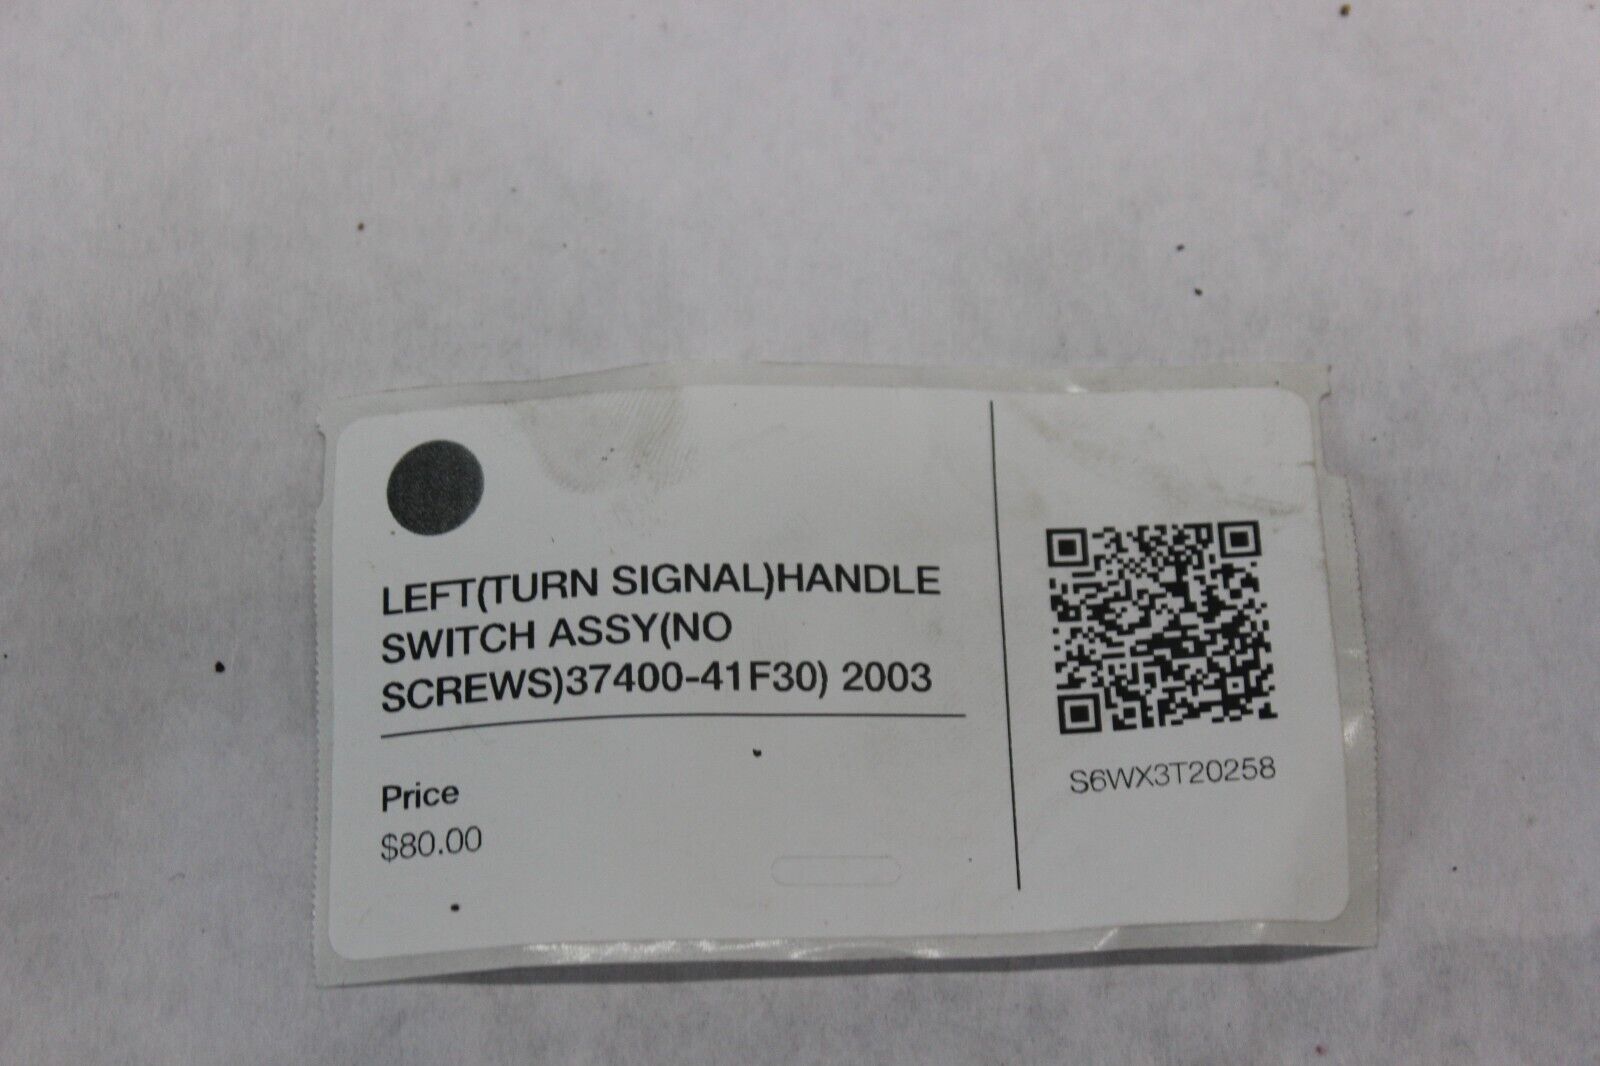 LEFT(TURN SIGNAL)HANDLE
SWITCH ASSY(NO
SCREWS)37400-41F30) 2003
Price
$80.00
S6WX3T20258